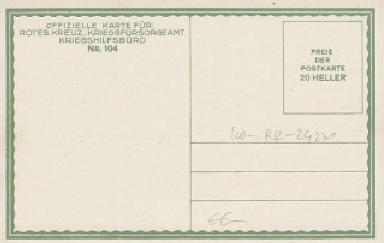 OFFIZIELLE KARTE FÜR:
ROTES KREUZ, KRIEGSFÜRSORGEAMT
KRIEGSHILFSBÜRO
NR. 104
PREIS
DER
POSTKARTE
20 HELLER